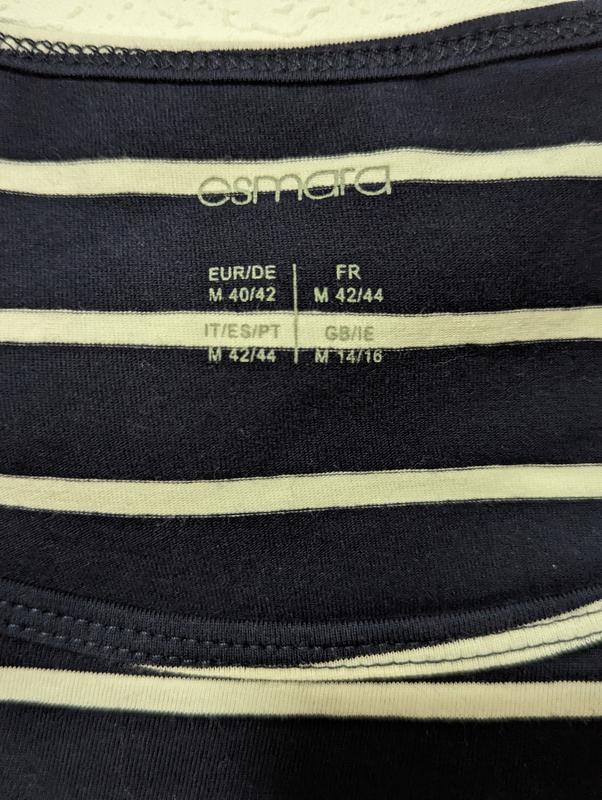 esmara
EUR/DE FR
M 40/42 M 42/44
IT/ES/PT GB/IE
M 42/44 M 14/16